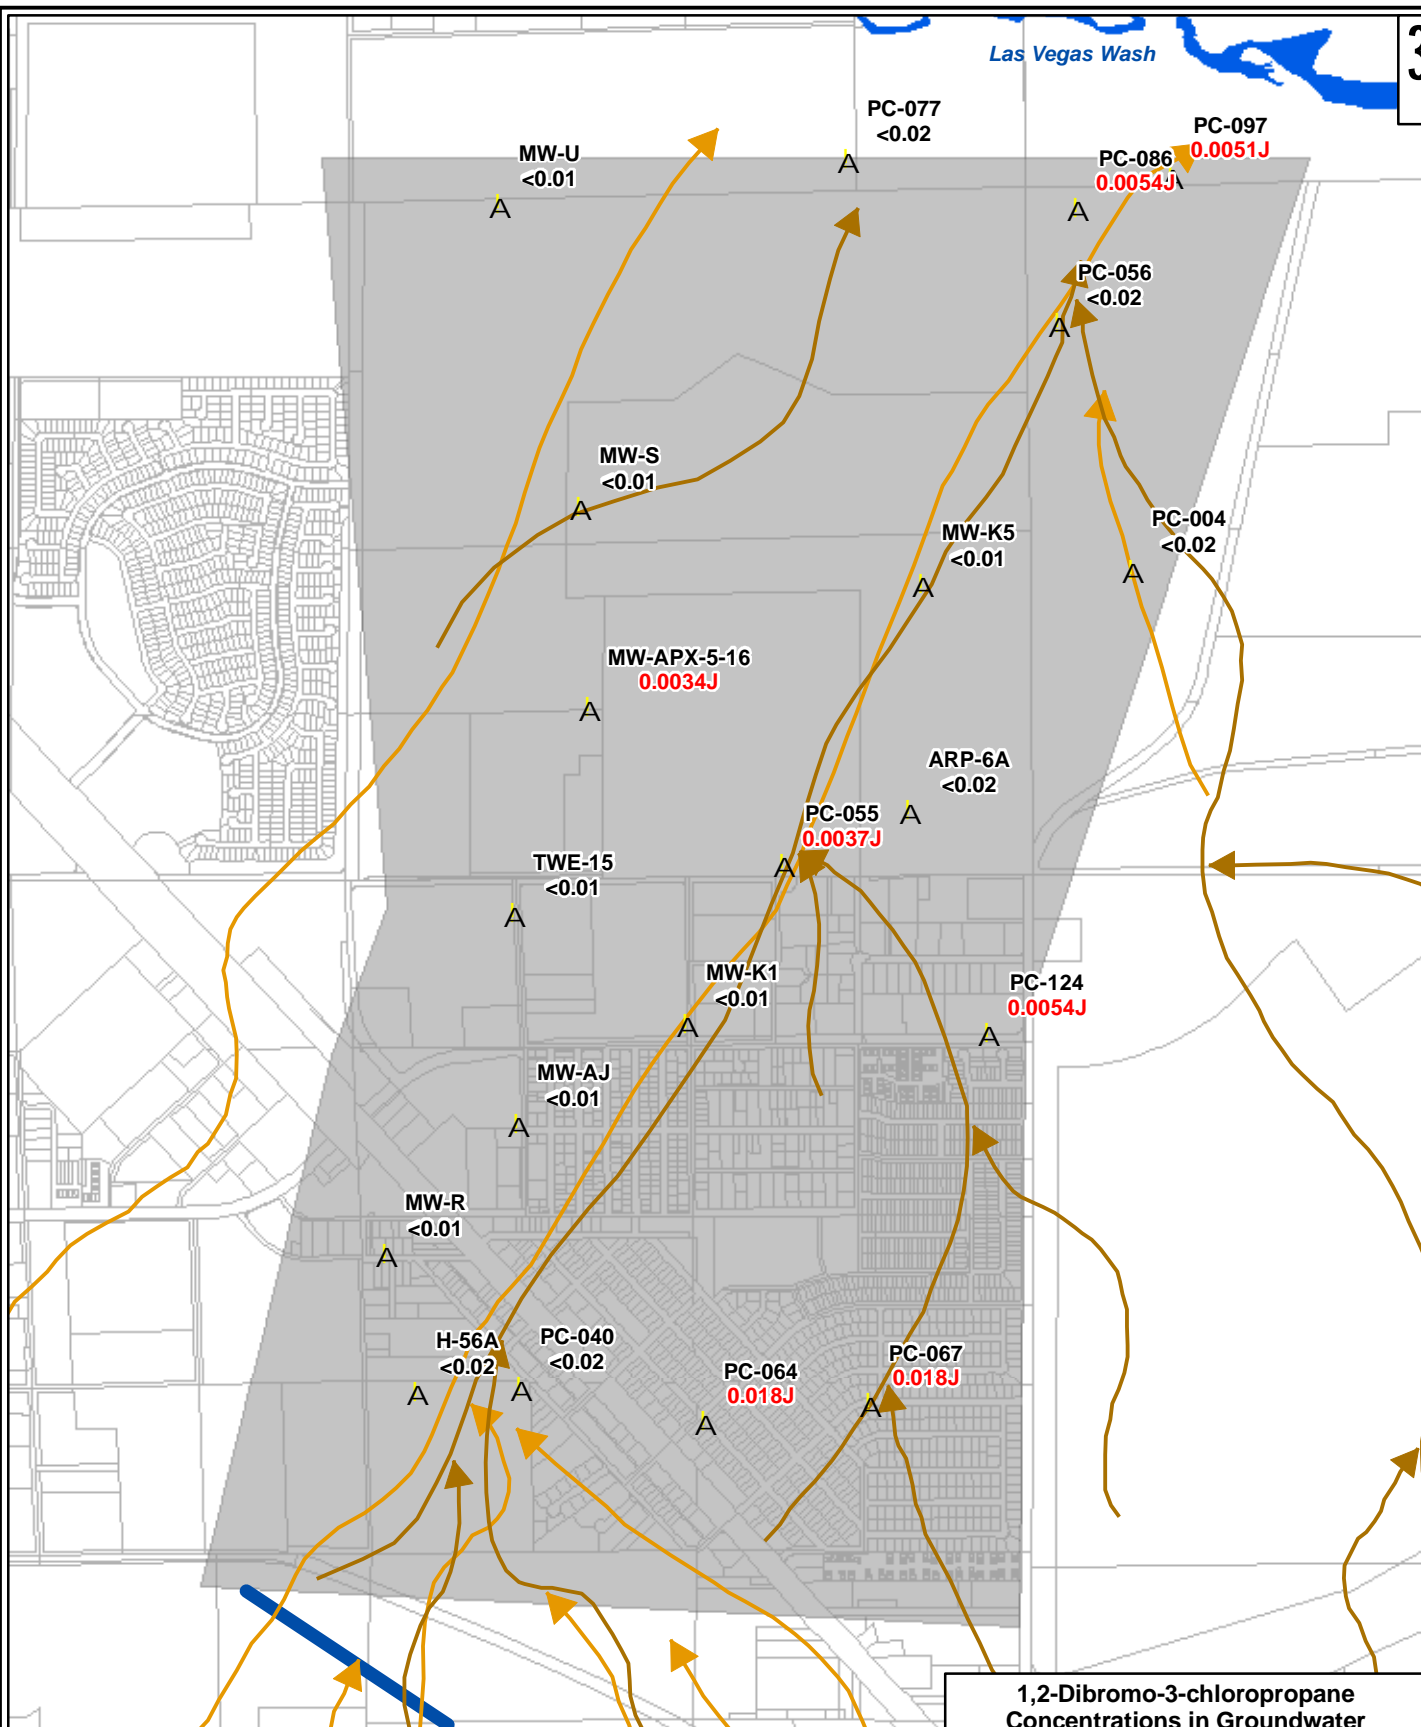 Las Vegas Wash
3
PC-077
<0.02
PC-097
0.0051J
MW-U
<0.01
PC-086
0.0054J
A
A
A
A
PC-056
<0.02
A
MW-S
<0.01
A
PC-004
<0.02
MW-K5
<0.01
A
A
MW-APX-5-16
0.0034J
A
ARP-6A
<0.02
A
PC-055
0.0037J
A
TWE-15
<0.01
A
MW-K1
<0.01
A
PC-124
0.0054J
A
MW-AJ
<0.01
A
MW-R
<0.01
A
H-56A
<0.02
A
PC-040
<0.02
A
PC-064
0.018J
A
PC-067
0.018J
A
1,2-Dibromo-3-chloropropane
Concentrations in Groundwater